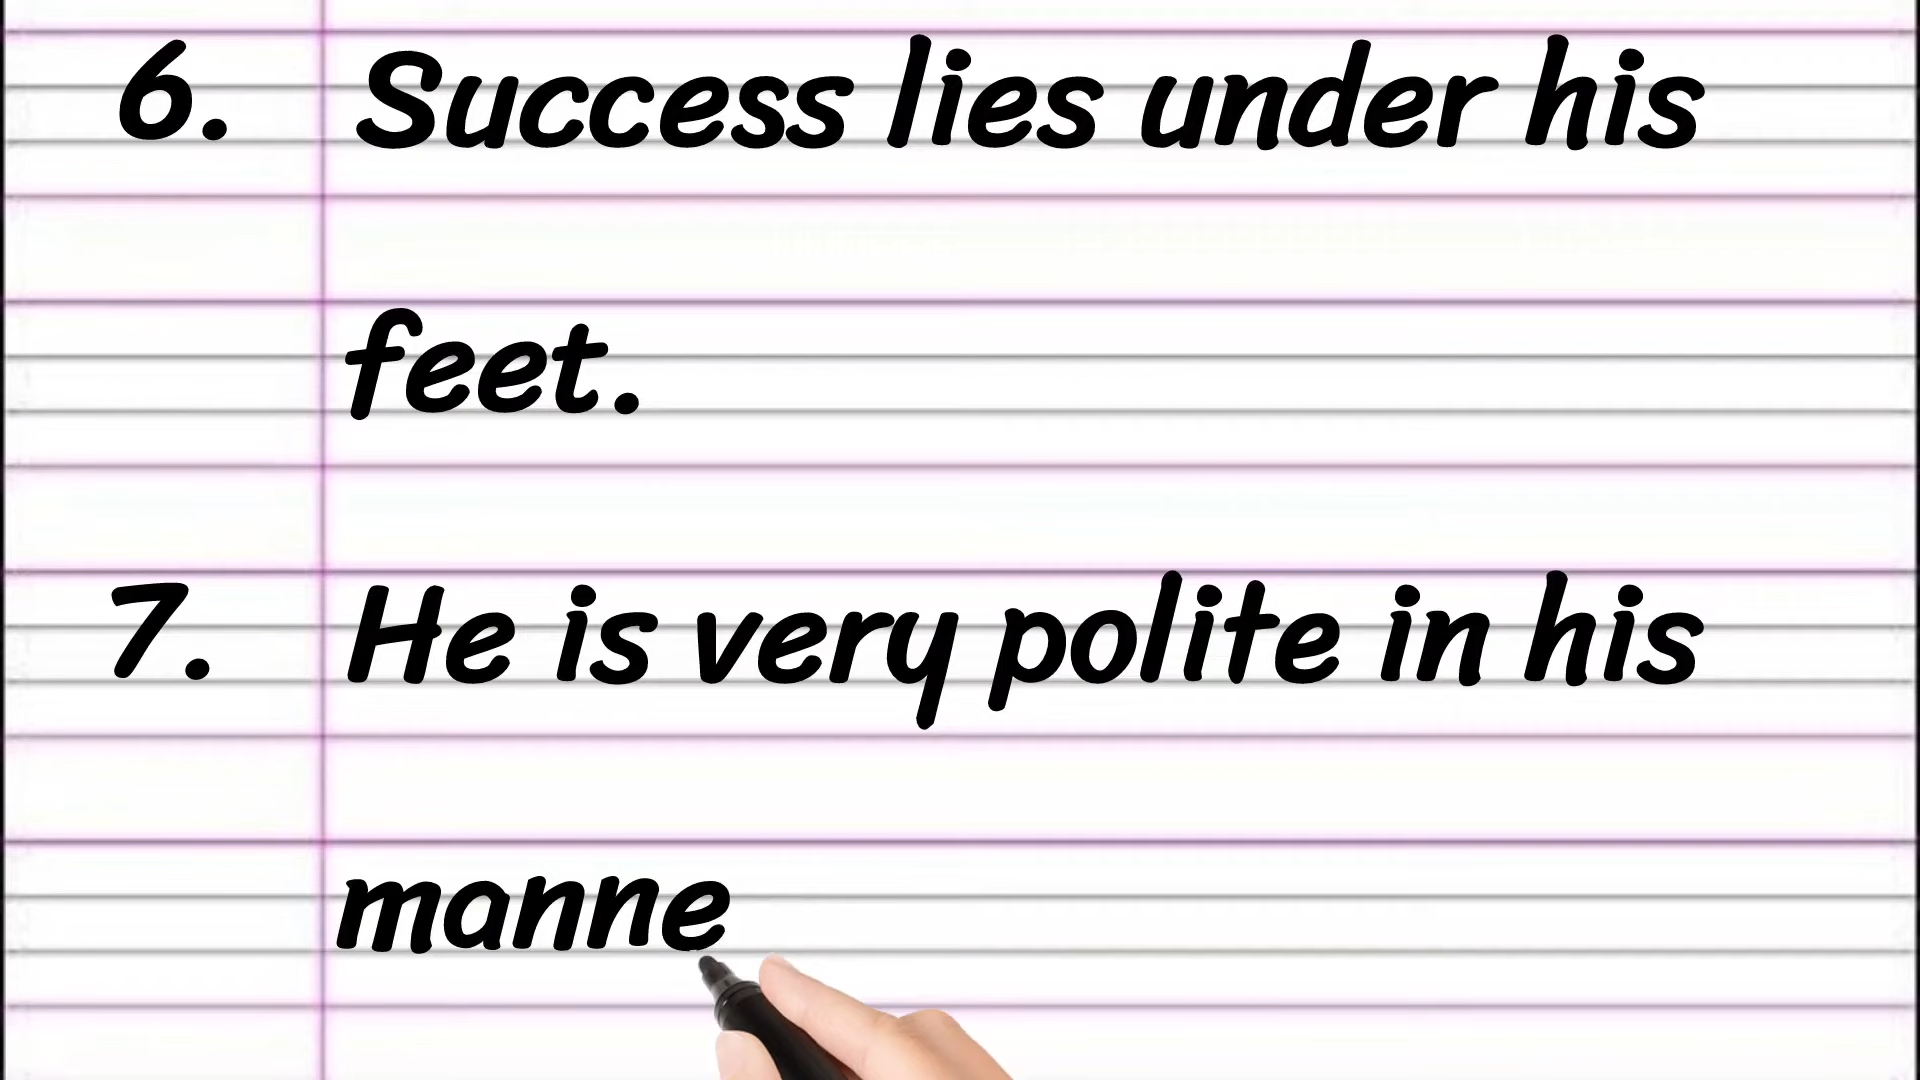 6. Success lies under his
feet.
7. He is very polite in his
manne